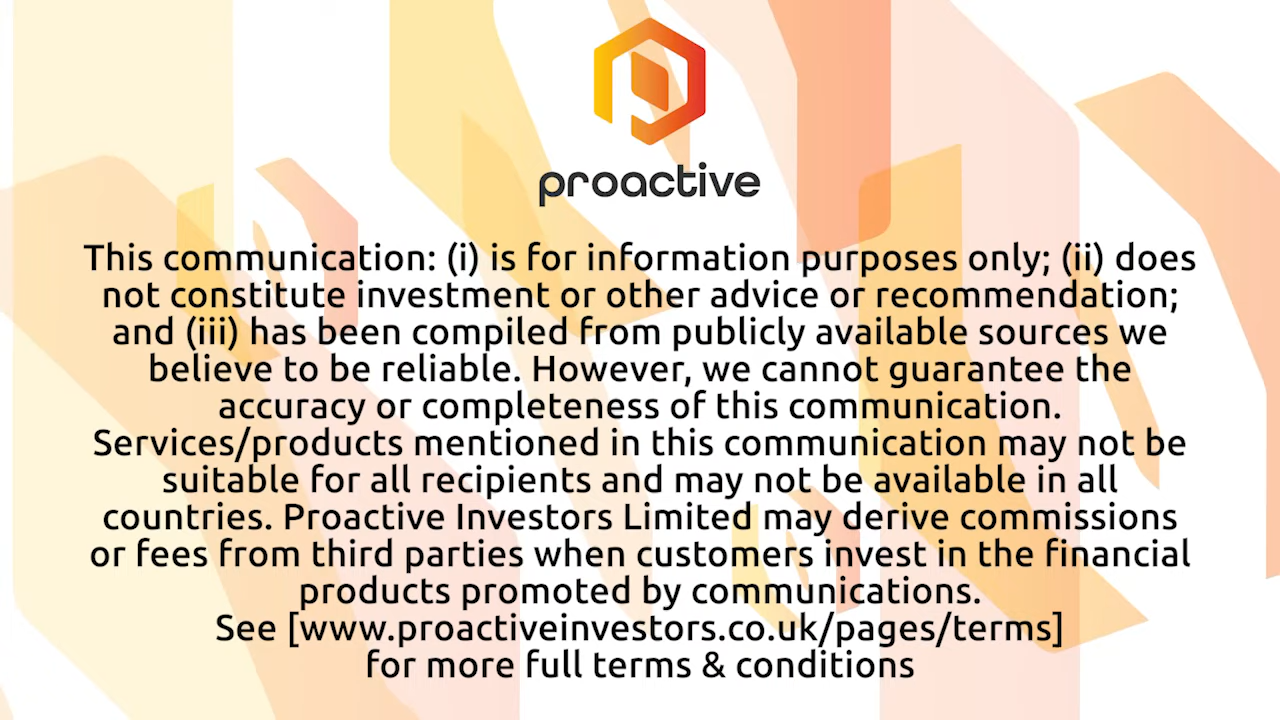 proactive
This communication: (i) is for information purposes only; (ii) does
not constitute investment or other advice or recommendation;
and (iii) has been compiled from publicly available sources we
believe to be reliable. However, we cannot guarantee the
accuracy or completeness of this communication.
Services/products mentioned in this communication may not be
suitable for all recipients and may not be available in all
countries. Proactive Investors Limited may derive commissions
or fees from third parties when customers invest in the financial
products promoted by communications.
See [www.proactiveinvestors.co.uk/pages/terms]
for more full terms & conditions